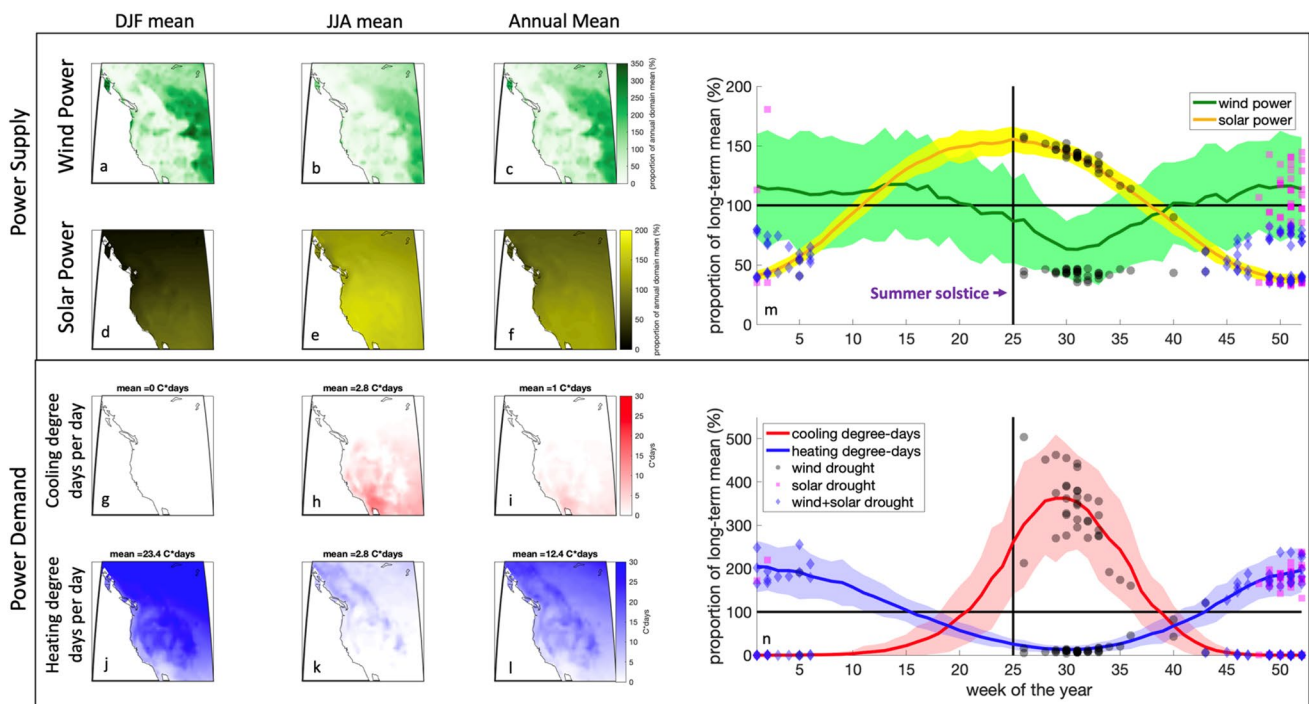 DJF mean
JJA mean
Annual Mean
Power Supply
Wind Power
a
b
c
350
300
250
200
150
100
50
0
proportion of annual domain mean (%)
Solar Power
d
e
f
200
150
100
50
0
proportion of annual domain mean (%)
proportion of long-term mean (%)
200
150
100
50
0
wind power
solar power
Summer solstice
m
5 10 15 20 25 30 35 40 45 50
Power Demand
Cooling degree
days per day
mean =0 C*days
mean =2.8 C*days
mean =1 C*days
g
h
i
30
25
20
15
10
5
0
C*days
Heating degree
days per day
mean =23.4 C*days
mean =2.8 C*days
mean =12.4 C*days
j
k
l
30
25
20
15
10
5
0
C*days
proportion of long-term mean (%)
500
400
300
200
100
0
cooling degree-days
heating degree-days
wind drought
solar drought
wind+solar drought
n
5 10 15 20 25 30 35 40 45 50
week of the year